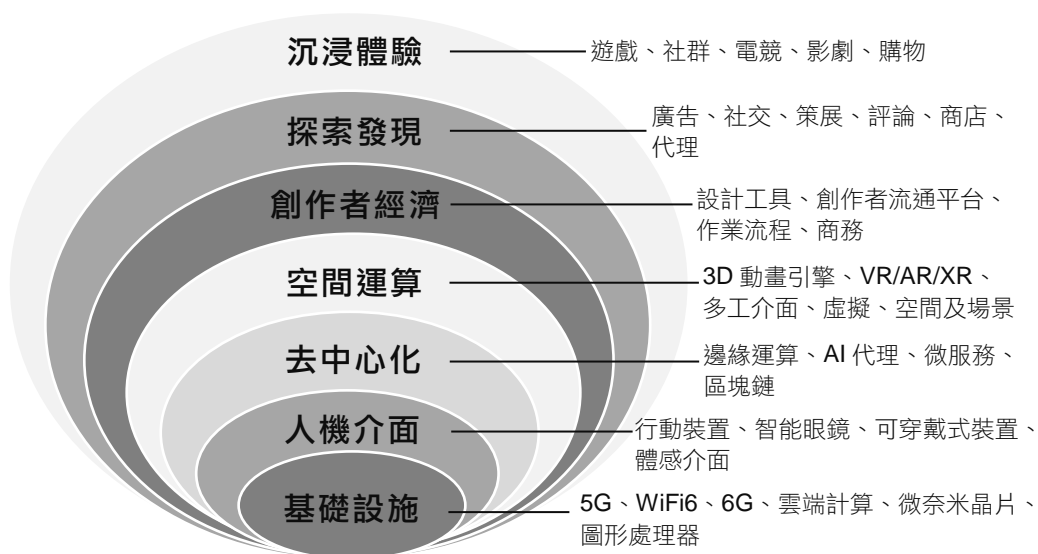 沉浸體驗
遊戲、社群、電競、影劇、購物
探索發現
廣告、社交、策展、評論、商店、
代理
創作者經濟
設計工具、創作者流通平台、
作業流程、商務
空間運算
3D 動畫引擎、VR/AR/XR、
多工介面、虛擬、空間及場景
去中心化
邊緣運算、AI 代理、微服務、
區塊鏈
人機介面
行動裝置、智能眼鏡、可穿戴式裝置、
體感介面
基礎設施
5G、WiFi6、6G、雲端計算、微奈米晶片、
圖形處理器